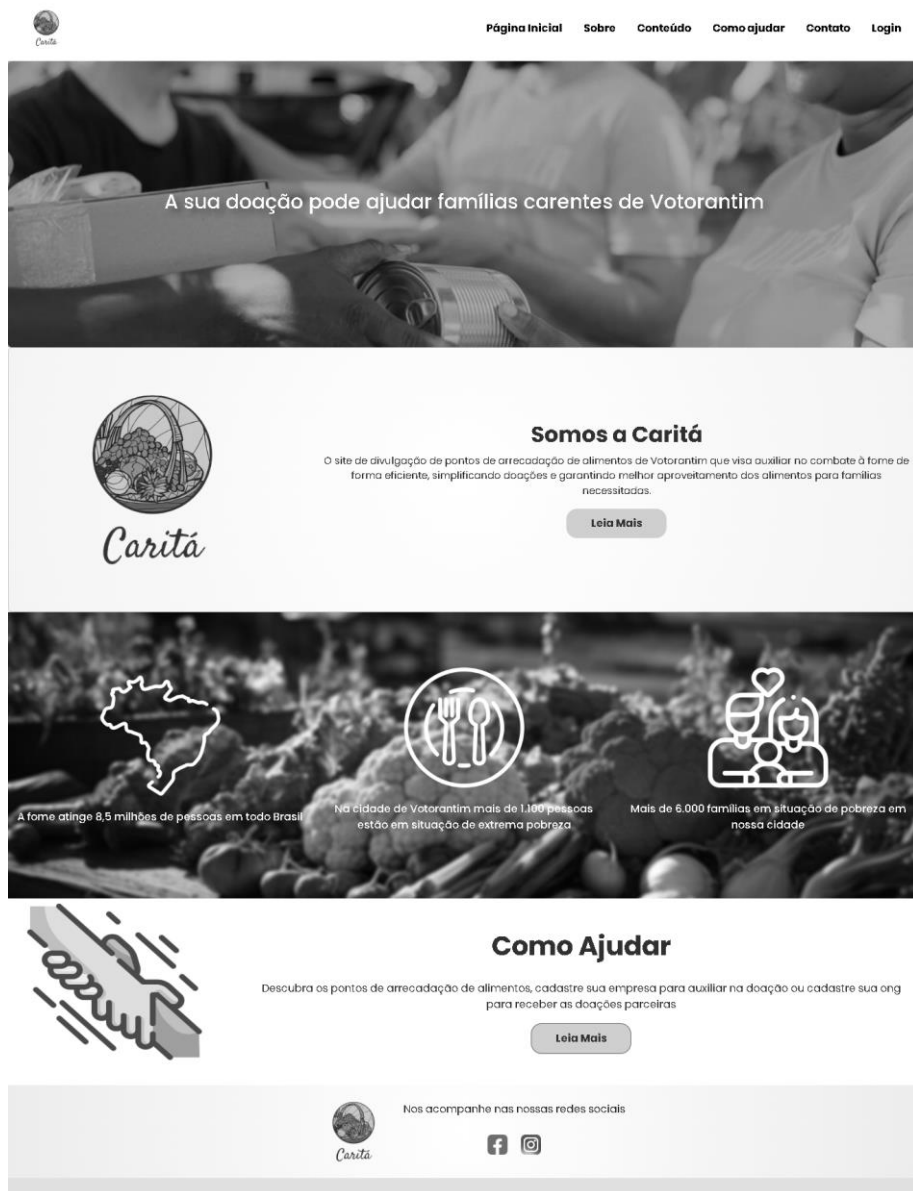 Caritá
Página Inicial Sobre Conteúdo Como ajudar Contato Login
A sua doação pode ajudar famílias carentes de Votorantim
Caritá
Somos a Caritá
O site de divulgação de pontos de arrecadação de alimentos de Votorantim que visa auxiliar no combate à fome de
forma eficiente, simplificando doações e garantindo melhor aproveitamento dos alimentos para famílias
necessitadas.
Leia Mais
A fome atinge 8,5 milhões de pessoas em todo Brasil
Na cidade de Votorantim mais de 1.100 pessoas
estão em situação de extrema pobreza
Mais de 6.000 famílias em situação de pobreza em
nossa cidade
Como Ajudar
Descubra os pontos de arrecadação de alimentos, cadastre sua empresa para auxiliar na doação ou cadastre sua ong
para receber as doações parceiras
Leia Mais
Caritá
Nos acompanhe nas nossas redes sociais